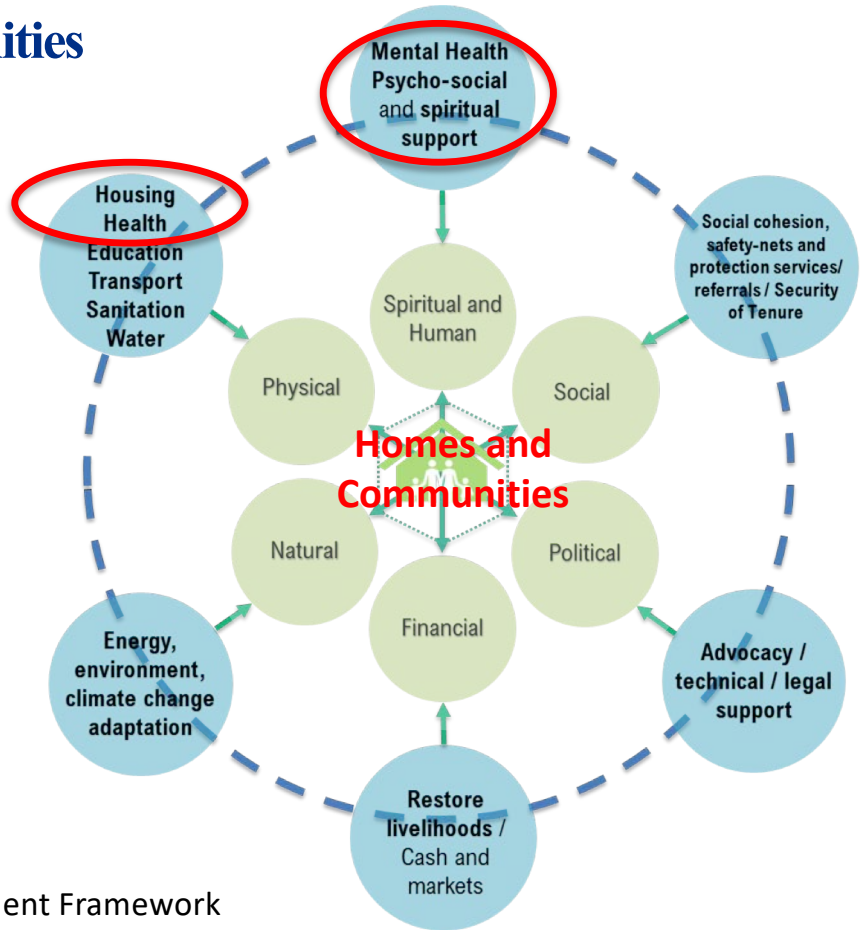 ities
Mental Health
Psycho-social
and spiritual
support
Housing
Health
Education
Transport
Sanitation
Water
Social cohesion,
safety-nets and
protection services/
referrals / Security
of Tenure
Spiritual and
Human
Physical
Social
Homes and
Communities
Natural
Political
Financial
Energy,
environment,
climate change
adaptation
Advocacy /
technical / legal
support
Restore
livelihoods /
Cash and
markets
ent Framework